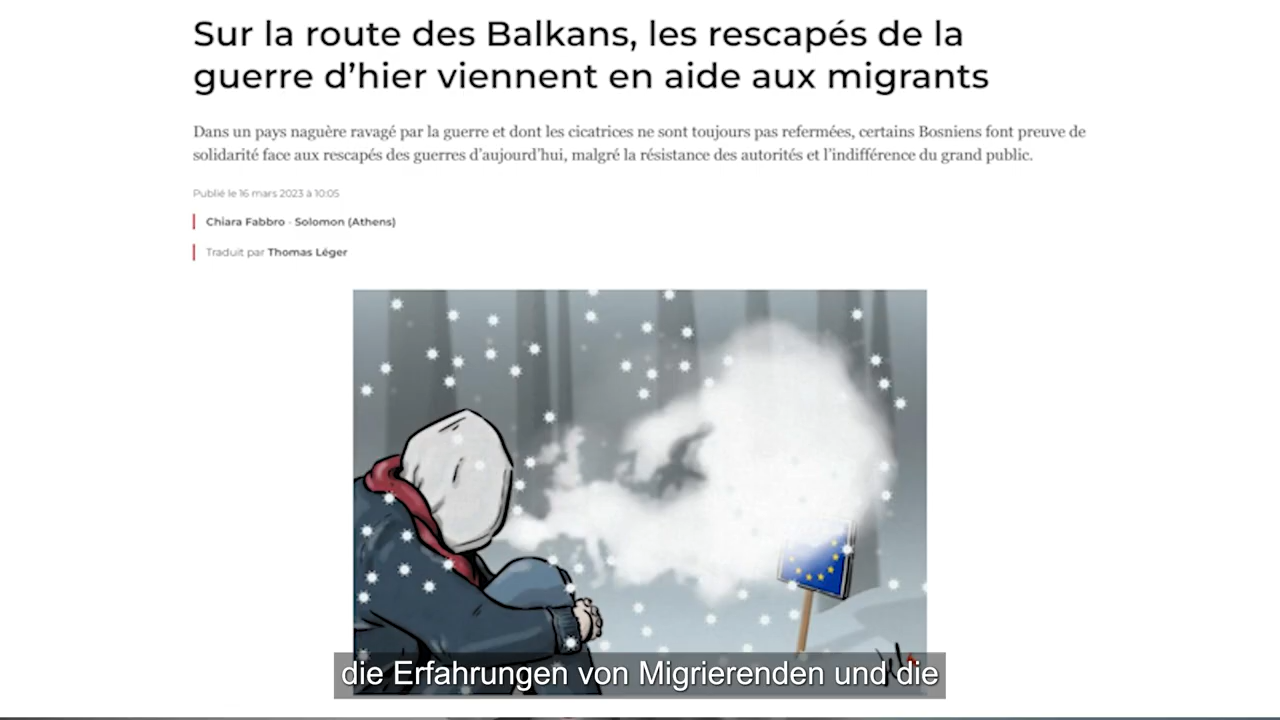 Sur la route des Balkans, les rescapés de la
guerre d’hier viennent en aide aux migrants
Dans un pays naguère ravagé par la guerre et dont les cicatrices ne sont toujours pas refermées, certains Bosniens font preuve de
solidarité face aux rescapés des guerres d’aujourd’hui, malgré la résistance des autorités et l’indifférence du grand public.
Publié le 16 mars 2023 à 10:05
Chiara Fabbro - Solomon (Athens)
Traduit par Thomas Léger
die Erfahrungen von Migrierenden und die